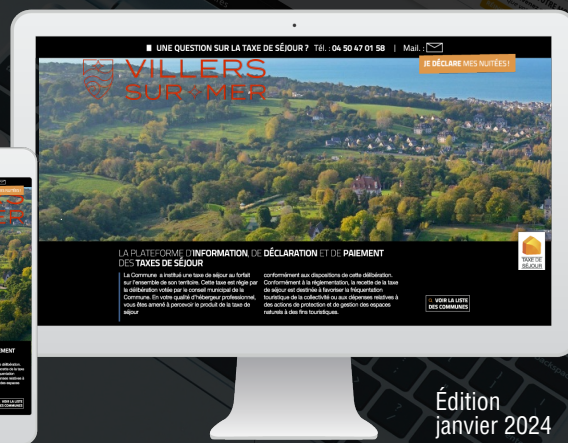 UNE QUESTION SUR LA TAXE DE SÉJOUR ? Tél. : 04 50 47 01 58 | Mail. :
JE DÉCLARE MES NUITÉES !
VILLERS
SUR MER
LA PLATEFORME D'INFORMATION, DE DÉCLARATION ET DE PAIEMENT
DES TAXES DE SÉJOUR
La Commune a institué une taxe de séjour au forfait
sur l'ensemble de son territoire. Cette taxe est régie par
la délibération votée par le conseil municipal de la
Commune. En votre qualité d'hébergeur professionnel,
vous êtes amené à percevoir le produit de la taxe de
séjour
conformément aux dispositions de cette délibération.
Conformément à la réglementation, la recette de la taxe
de séjour est destinée à favoriser la fréquentation
touristique de la collectivité ou aux dépenses relatives à
des actions de protection et de gestion des espaces
naturels à des fins touristiques.
TAXE DE
SÉJOUR
VOIR LA LISTE
DES COMMUNES
EMENT
VOIR LA LISTE
DES COMMUNES
Édition
janvier 2024